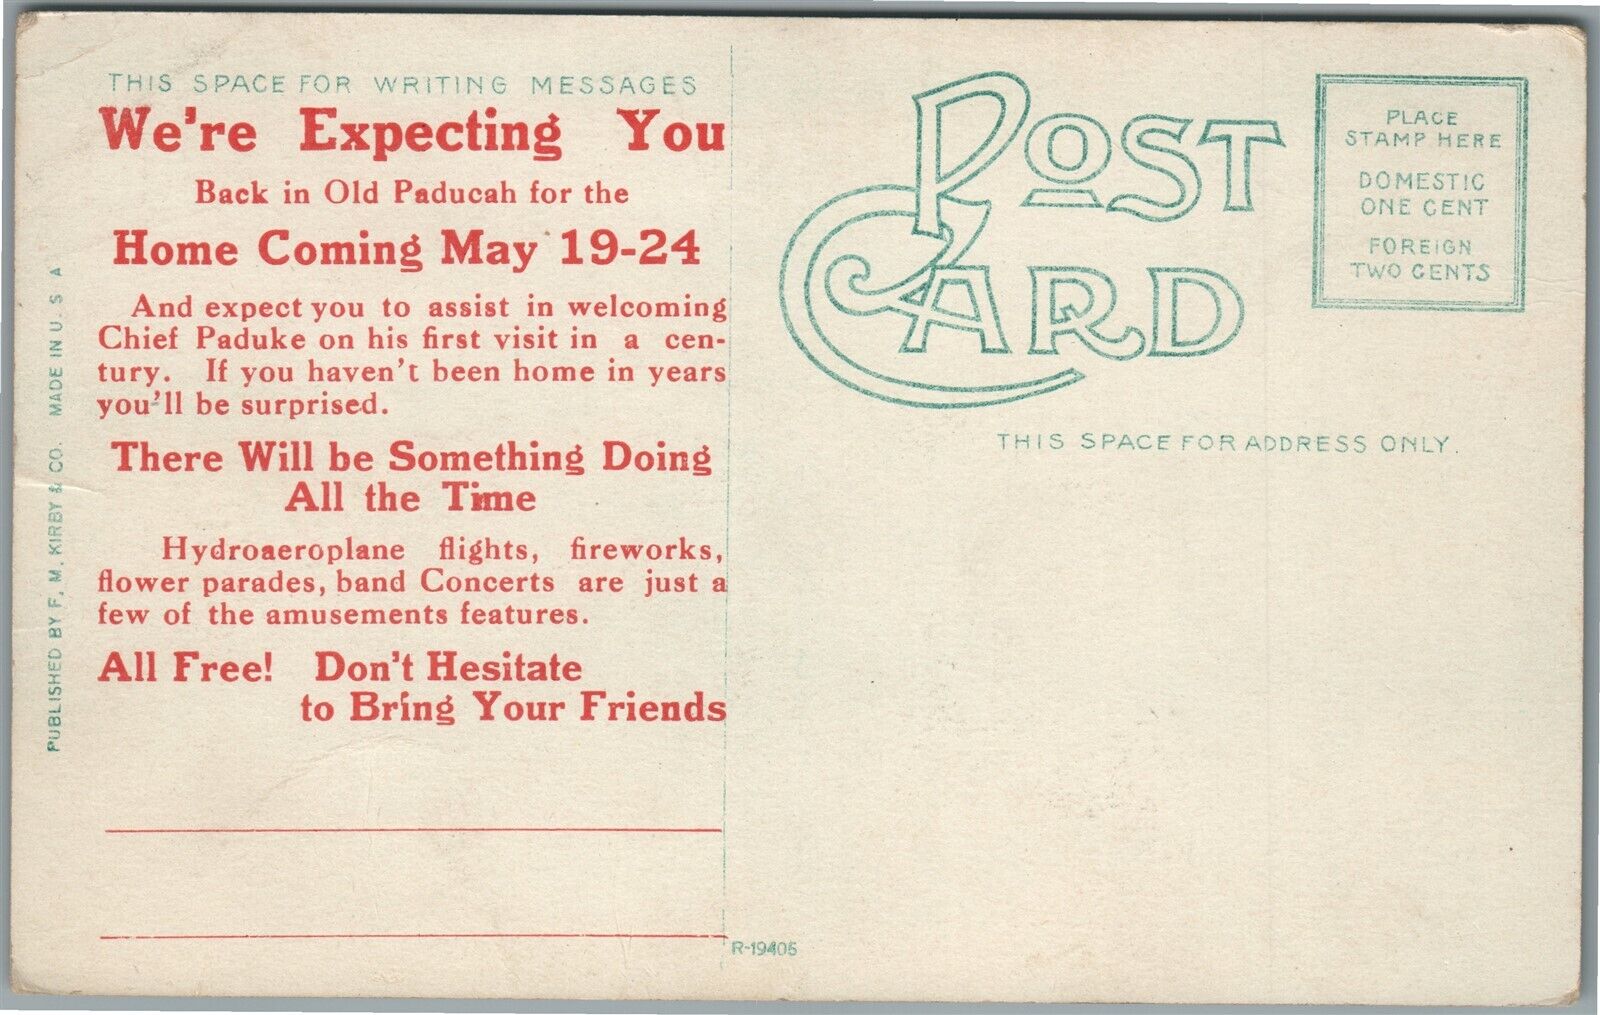 THIS SPACE FOR WRITING MESSAGES
We're Expecting You
Back in Old Paducah for the
Home Coming May 19-24
And expect you to assist in welcoming
Chief Paduke on his first visit in a cen-
tury. If you haven't been home in years
you'll be surprised.
There Will be Something Doing
All the Time
Hydroaeroplane flights, fireworks,
flower parades, band Concerts are just a
few of the amusements features.
All Free! Don't Hesitate
to Bring Your Friends
PUBLISHED BY F. M. KIRBY & CO. MADE IN U. S A
POST
CARD
PLACE
STAMP HERE
DOMESTIC
ONE CENT
FOREIGN
TWO CENTS
THIS SPACE FOR ADDRESS ONLY.
R-19405